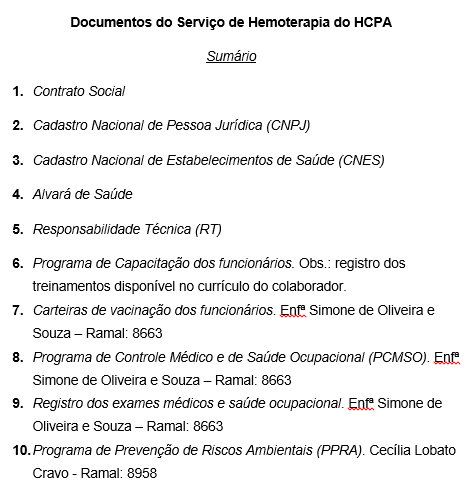 Documentos do Serviço de Hemoterapia do HCPA
Sumário
1. Contrato Social
2. Cadastro Nacional de Pessoa Jurídica (CNPJ)
3. Cadastro Nacional de Estabelecimentos de Saúde (CNES)
4. Alvará de Saúde
5. Responsabilidade Técnica (RT)
6. Programa de Capacitação dos funcionários. Obs.: registro dos
treinamentos disponível no currículo do colaborador.
7. Carteiras de vacinação dos funcionários. Enfª Simone de Oliveira e
Souza – Ramal: 8663
8. Programa de Controle Médico e de Saúde Ocupacional (PCMSO). Enfª
Simone de Oliveira e Souza – Ramal: 8663
9. Registro dos exames médicos e saúde ocupacional. Enfª Simone de
Oliveira e Souza – Ramal: 8663
10. Programa de Prevenção de Riscos Ambientais (PPRA). Cecília Lobato
Cravo - Ramal: 8958